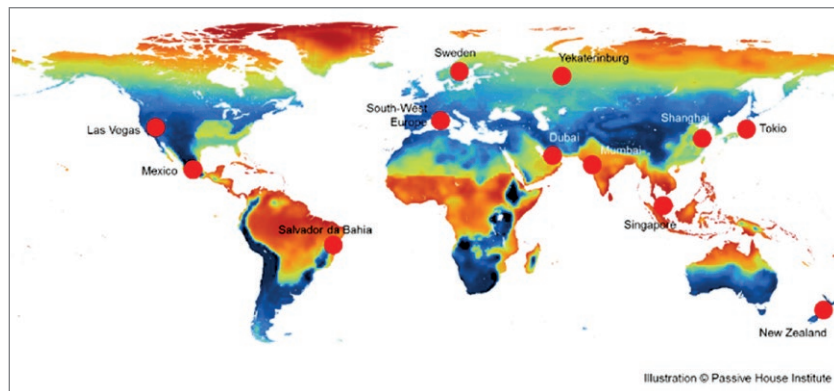 Sweden
Yekaterinburg
South-West
Europe
Las Vegas
Shanghai
Tokio
Dubai
Mumbai
Mexico
Singapore
Salvador da Bahia
New Zealand
Illustration © Passive House Institute